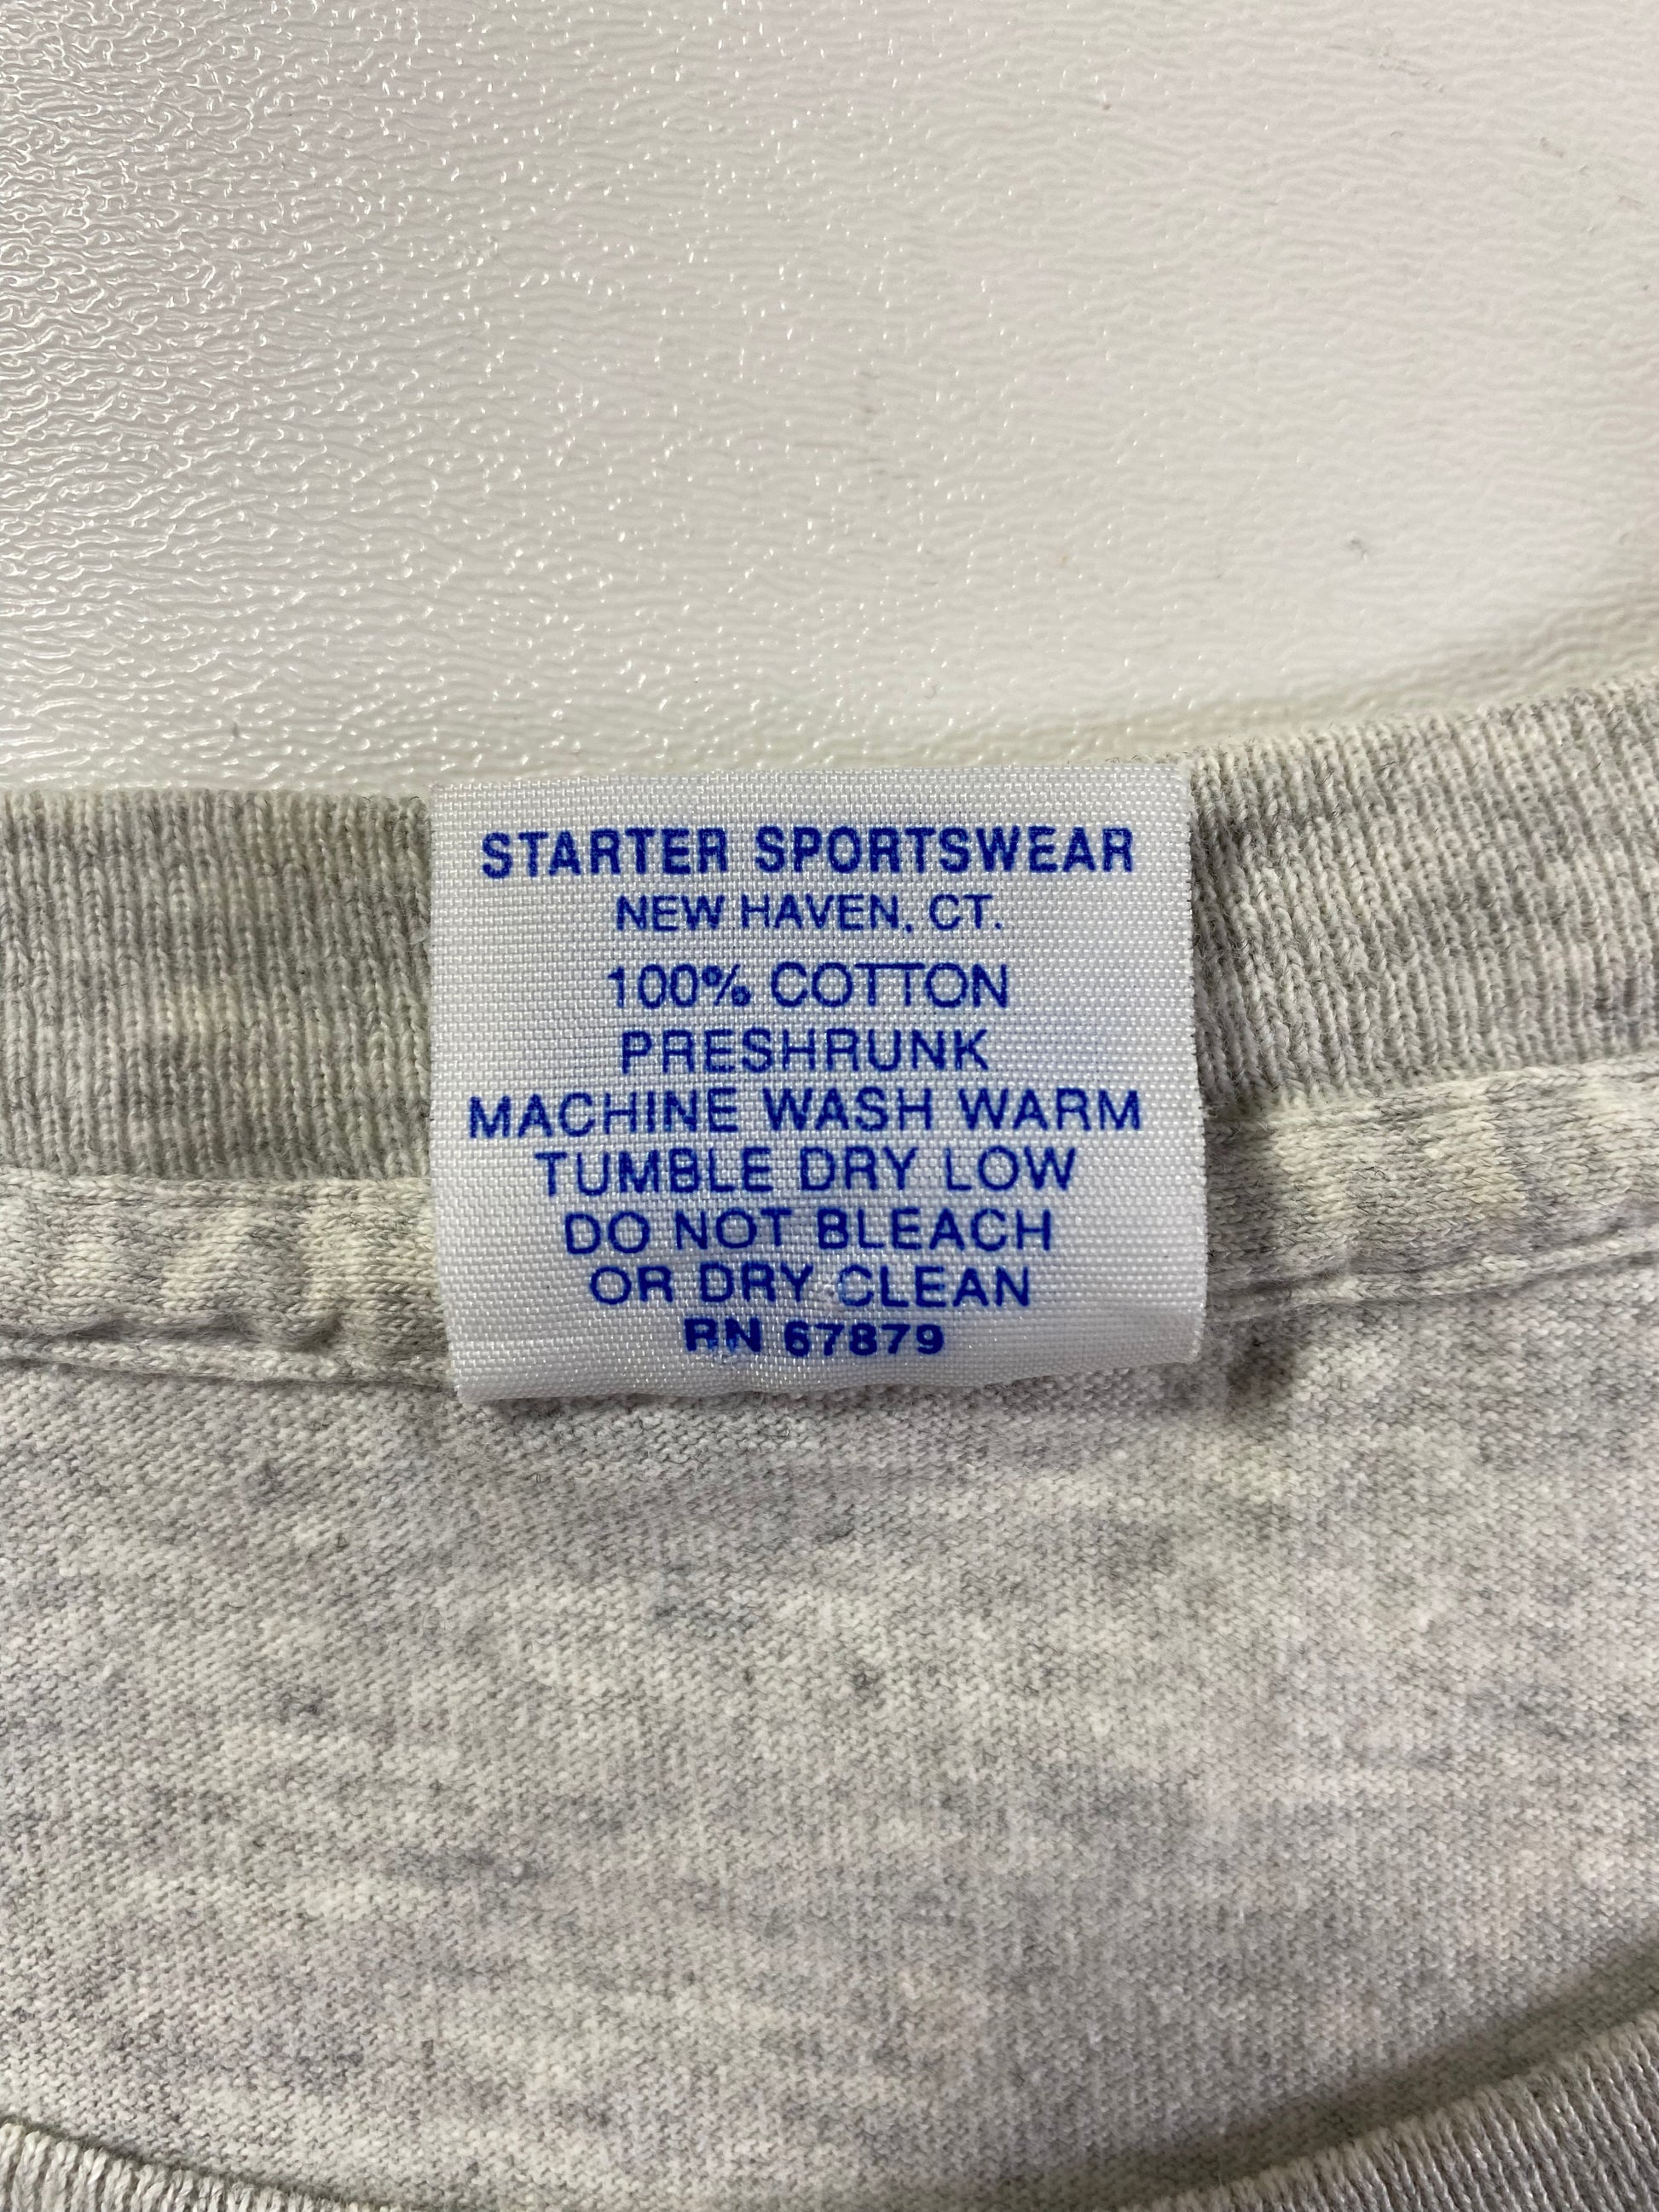 STARTER SPORTSWEAR
NEW HAVEN, CT.
100% COTTON
PRESHRUNK
MACHINE WASH WARM
TUMBLE DRY LOW
DO NOT BLEACH
OR DRY CLEAN
RN 67879